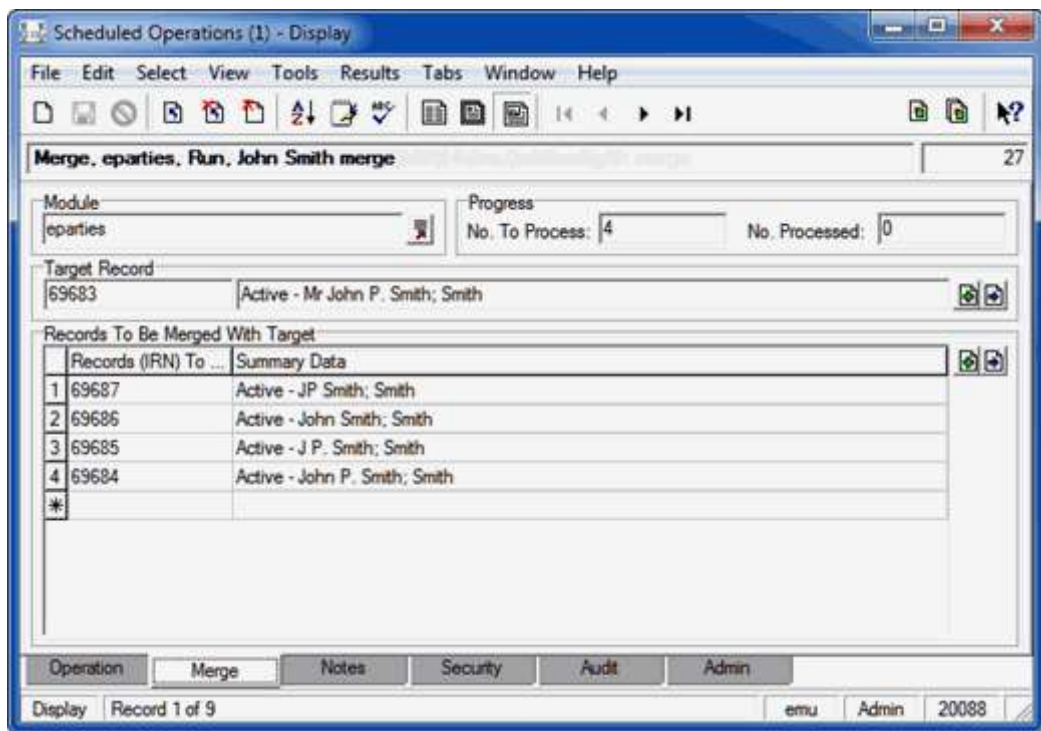 Scheduled Operations (1) - Display
File Edit Select View Tools Results Tabs Window Help
Merge, eparties, Run, John Smith merge 27
Module Progress
eparties No. To Process: 4 No. Processed: 0
Target Record
69683 Active - Mr John P. Smith; Smith
Records To Be Merged With Target
Records (IRN) To ... Summary Data
1 69687 Active - JP Smith; Smith
2 69686 Active - John Smith; Smith
3 69685 Active - J P. Smith; Smith
4 69684 Active - John P. Smith; Smith
*
Operation Merge Notes Security Audit Admin
Display Record 1 of 9 emu Admin 20088